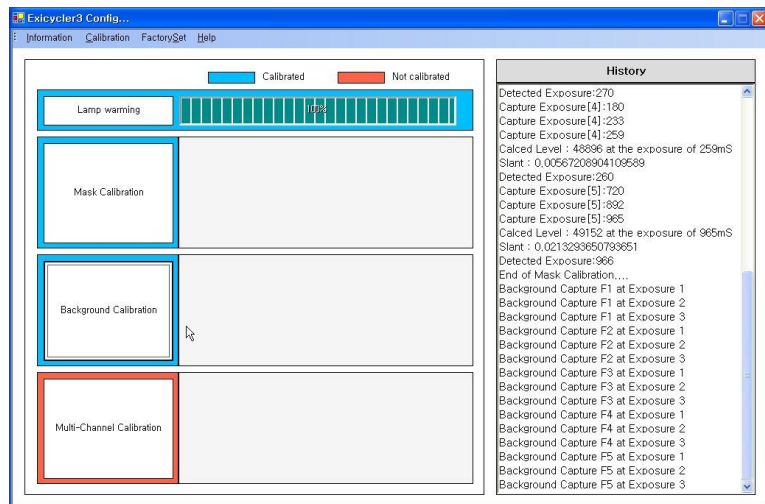 Exicycler3 Config...
Information Calibration FactorySet Help
Calibrated Not calibrated
Lamp warming 100%
Mask Calibration
Background Calibration
Multi-Channel Calibration
History
Detected Exposure:270
Capture Exposure[4]:180
Capture Exposure[4]:233
Capture Exposure[4]:259
Calced Level : 48896 at the exposure of 259mS
Slant : 0,00567208904109589
Detected Exposure:260
Capture Exposure[5]:720
Capture Exposure[5]:892
Capture Exposure[5]:965
Calced Level : 49152 at the exposure of 965mS
Slant : 0,0213293650793651
Detected Exposure:966
End of Mask Calibration,...
Background Capture F1 at Exposure 1
Background Capture F1 at Exposure 2
Background Capture F1 at Exposure 3
Background Capture F2 at Exposure 1
Background Capture F2 at Exposure 2
Background Capture F2 at Exposure 3
Background Capture F3 at Exposure 1
Background Capture F3 at Exposure 2
Background Capture F3 at Exposure 3
Background Capture F4 at Exposure 1
Background Capture F4 at Exposure 2
Background Capture F4 at Exposure 3
Background Capture F5 at Exposure 1
Background Capture F5 at Exposure 2
Background Capture F5 at Exposure 3